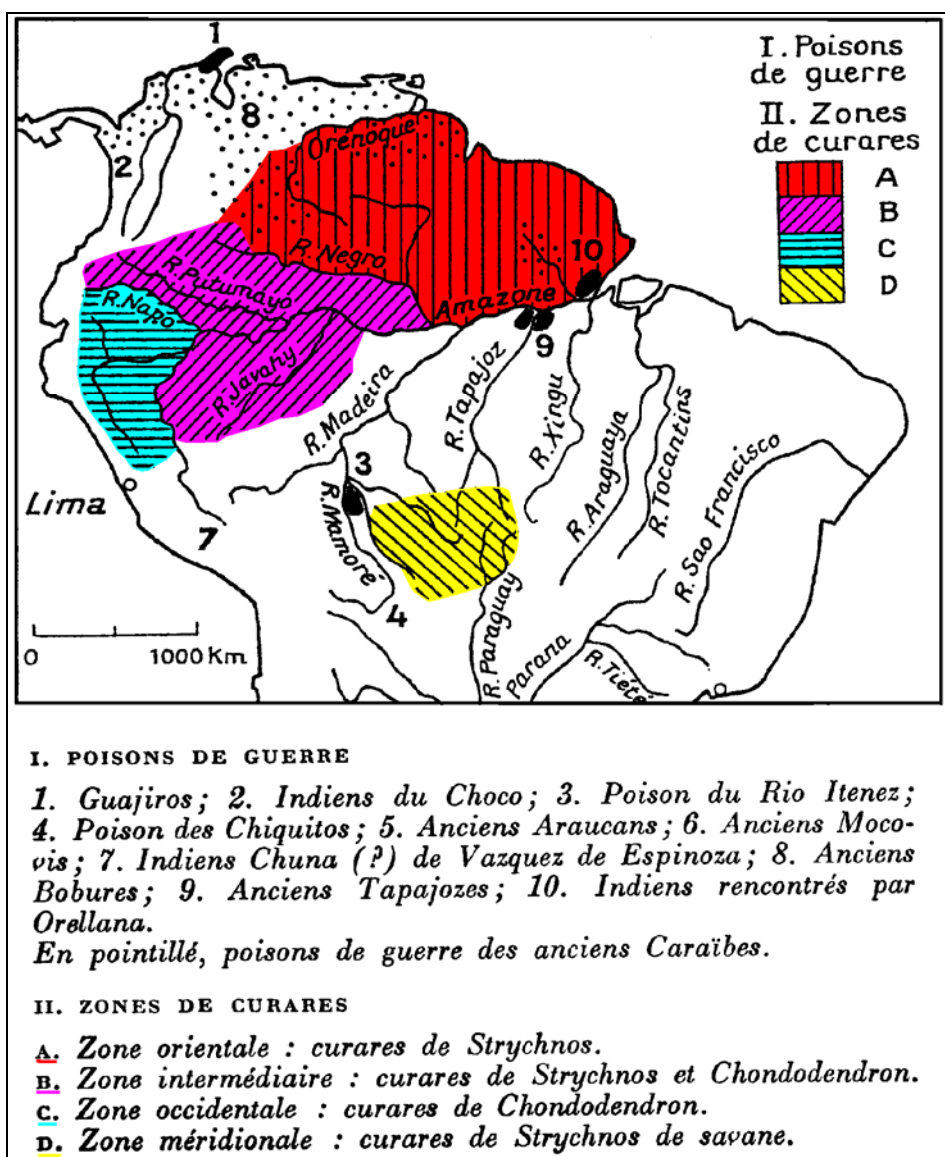 1
I. Poisons
de guerre
8
II. Zones
de curares
Orénoque
A
2
B
R. Negro
10
C
R.Putumayo
Amazone
D
R.Napo
9
R.Javahy
R.Madeira
R.Tapajoz
R.Xingu
R.Araguaya
R.Tocantins
R. Sao Francisco
3
Lima
R.Mamoré
7
4
R.Paraguay
Parana
R.Tiété
0 1000 Km
I. POISONS DE GUERRE
1. Guajiros; 2. Indiens du Choco; 3. Poison du Rio Itenez;
4. Poison des Chiquitos; 5. Anciens Araucans; 6. Anciens Moco-
vis; 7. Indiens Chuna (?) de Vazquez de Espinoza; 8. Anciens
Bobures; 9. Anciens Tapajozes; 10. Indiens rencontrés par
Orellana.
En pointillé, poisons de guerre des anciens Caraïbes.
II. ZONES DE CURARES
A. Zone orientale : curares de Strychnos.
B. Zone intermédiaire : curares de Strychnos et Chondodendron.
C. Zone occidentale : curares de Chondodendron.
D. Zone méridionale : curares de Strychnos de savane.